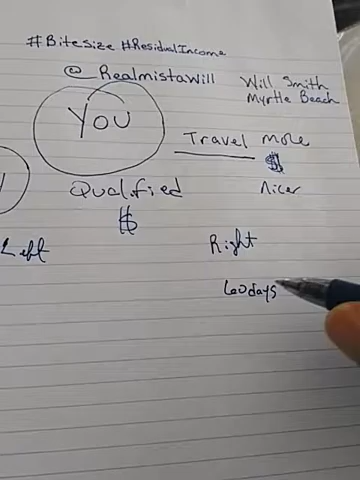 #BiteSize #ResidualIncome
@Realmistawill
Will Smith
Myrtle Beach
You
Travel more
$
Qualified
nicer
$
Left
Right
60days